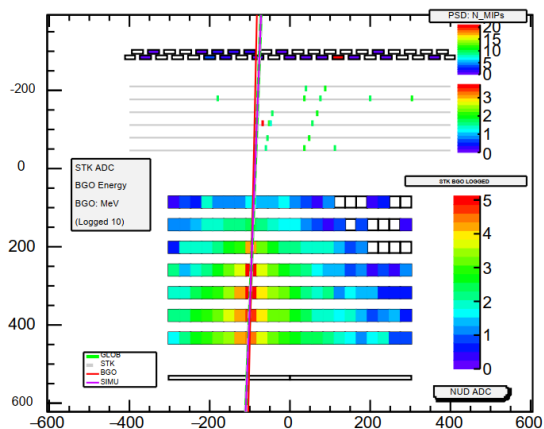 PSD: N_MIPs
20
15
10
5
0
-200
3
2
1
0
0
STK ADC
BGO Energy
BGO: MeV
(Logged 10)
STK BGO LOGGED
5
4
3
2
1
0
200
400
600
GLOB
STK
BGO
SIMU
NUD ADC
−600
−400
−200
0
200
400
600